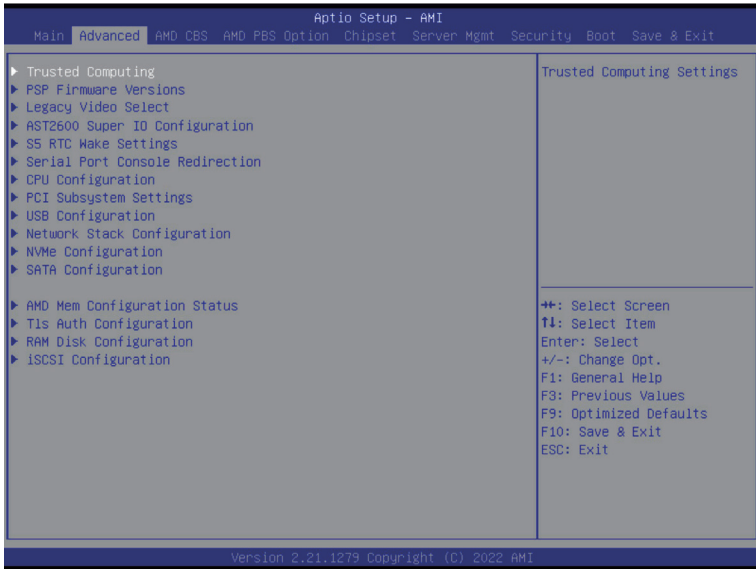 Aptio Setup – AMI
Main Advanced AMD CBS AMD PBS Option Chipset Server Mgmt Security Boot Save & Exit
Trusted Computing
PSP Firmware Versions
Legacy Video Select
AST2600 Super IO Configuration
S5 RTC Wake Settings
Serial Port Console Redirection
CPU Configuration
PCI Subsystem Settings
USB Configuration
Network Stack Configuration
NVMe Configuration
SATA Configuration
AMD Mem Configuration Status
Tls Auth Configuration
RAM Disk Configuration
iSCSI Configuration
Trusted Computing Settings
→←: Select Screen
↑↓: Select Item
Enter: Select
+/-: Change Opt.
F1: General Help
F3: Previous Values
F9: Optimized Defaults
F10: Save & Exit
ESC: Exit
Version 2.21.1279 Copyright (C) 2022 AMI